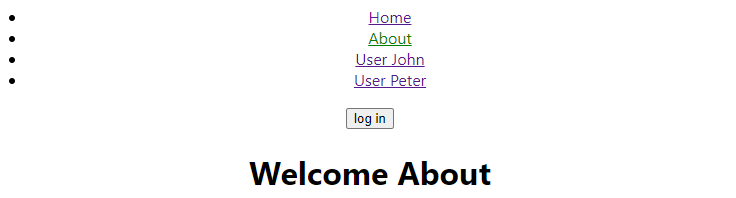 Home
About
User John
User Peter
log in
Welcome About